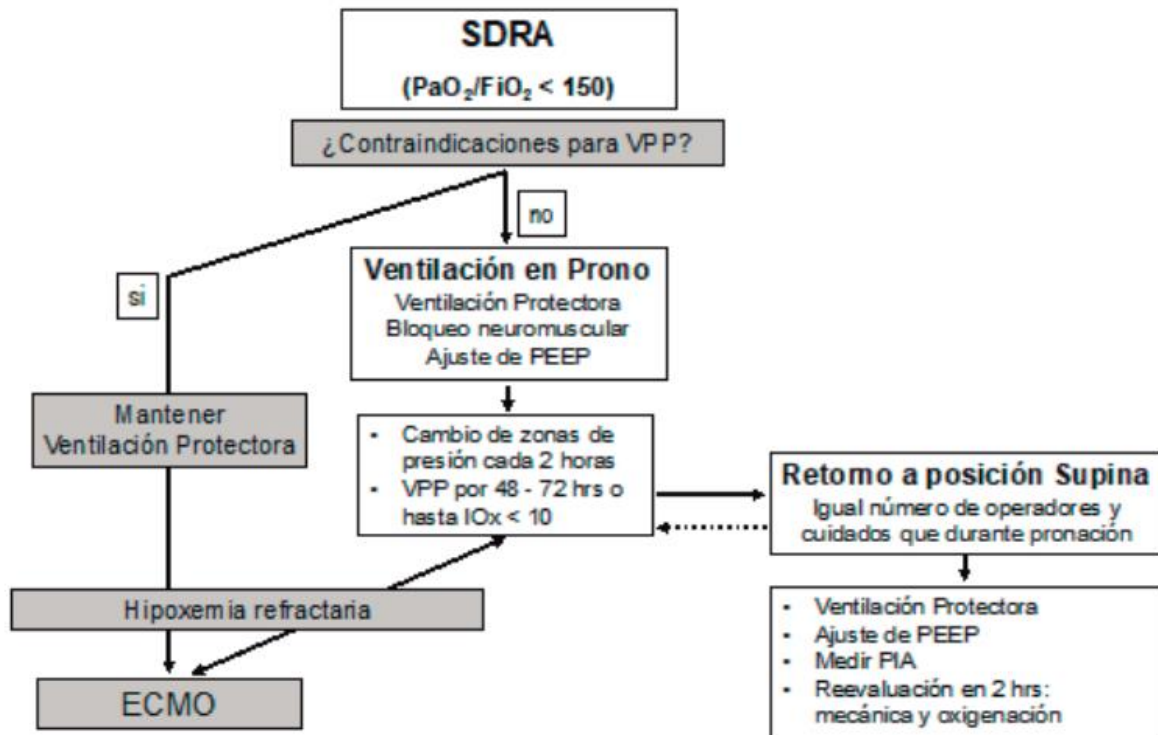 SDRA
(PaO₂/FiO₂ < 150)
¿Contraindicaciones para VPP?
no
si
Ventilación en Prono
Ventilación Protectora
Bloqueo neuromuscular
Ajuste de PEEP
Mantener
Ventilación Protectora
• Cambio de zonas de
presión cada 2 horas
• VPP por 48 - 72 hrs o
hasta IOx < 10
Retorno a posición Supina
Igual número de operadores y
cuidados que durante pronación
Hipoxemia refractaria
ECMO
• Ventilación Protectora
• Ajuste de PEEP
• Medir PIA
• Reevaluación en 2 hrs:
mecánica y oxigenación